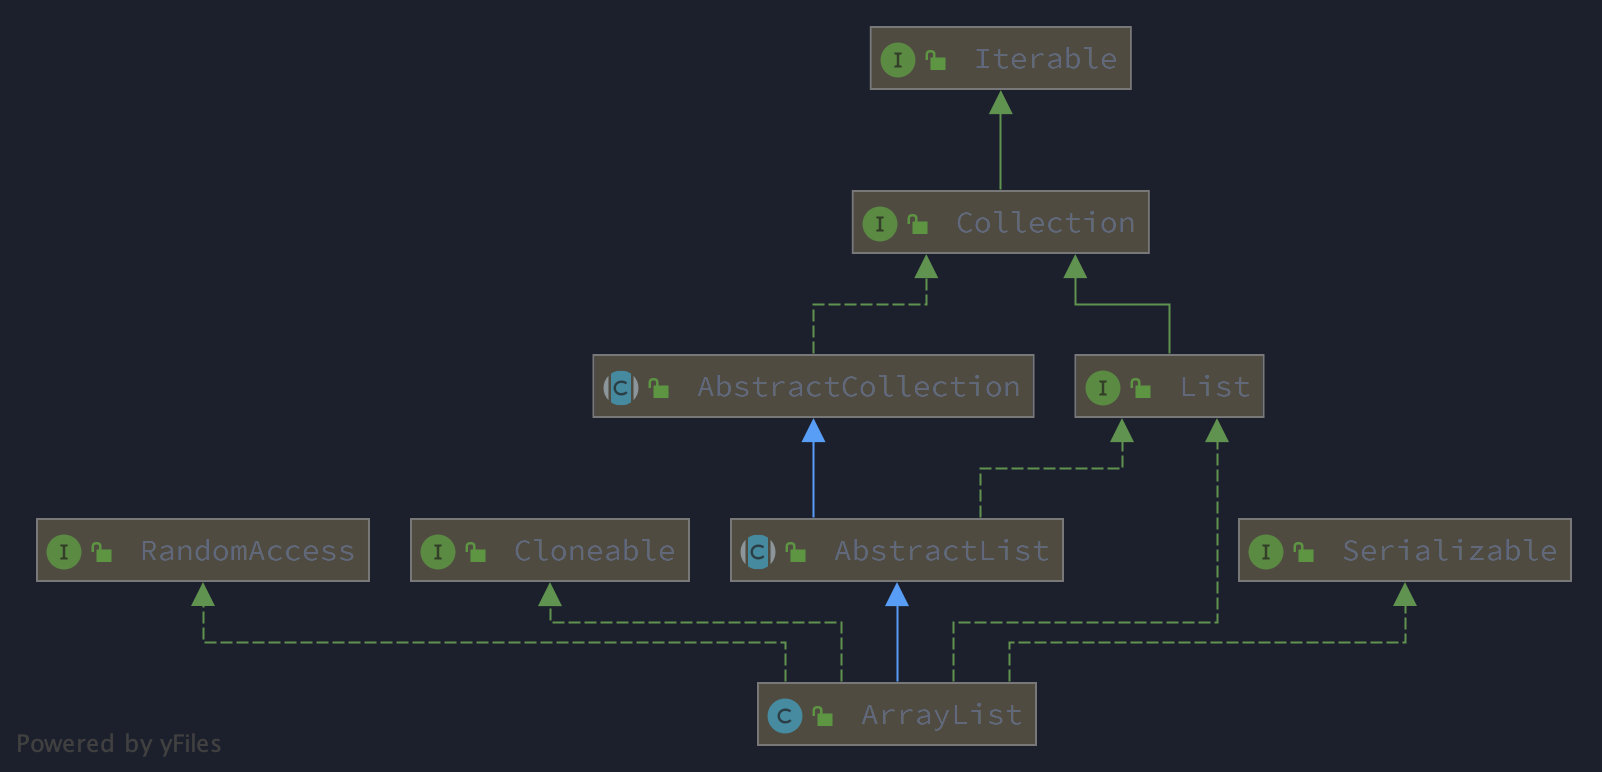 I Iterable
I Collection
C AbstractCollection
I List
I RandomAccess
I Cloneable
C AbstractList
I Serializable
C ArrayList
Powered by yFiles